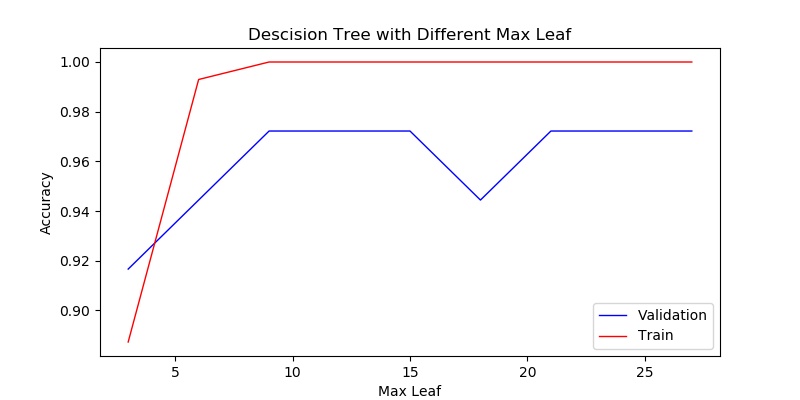 Descision Tree with Different Max Leaf
1.00
0.98
0.96
0.94
0.92
0.90
Accuracy
Validation
Train
5 10 15 20 25
Max Leaf